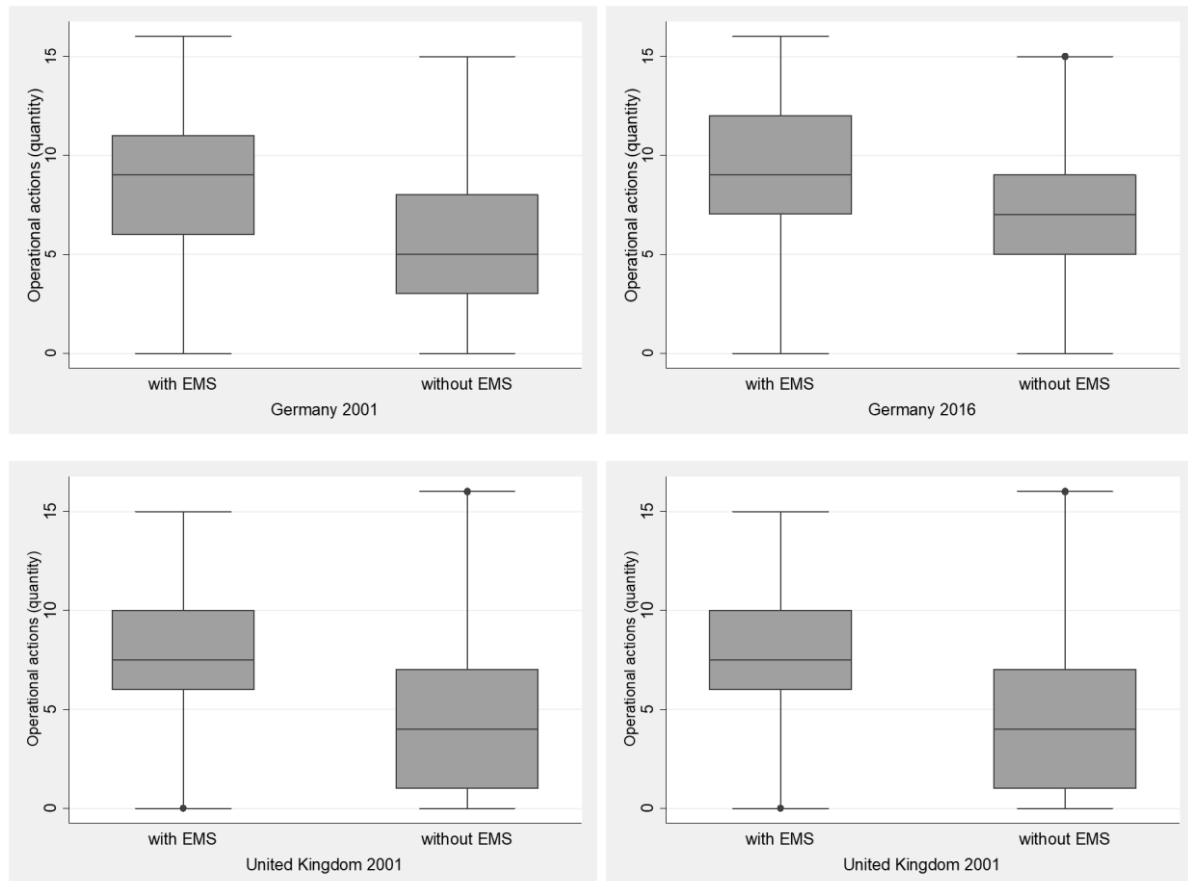 Operational actions (quantity)
15
10
5
0
with EMS without EMS
Germany 2001
Operational actions (quantity)
15
10
5
0
with EMS without EMS
Germany 2016
Operational actions (quantity)
15
10
5
0
with EMS without EMS
United Kingdom 2001
Operational actions (quantity)
15
10
5
0
with EMS without EMS
United Kingdom 2001